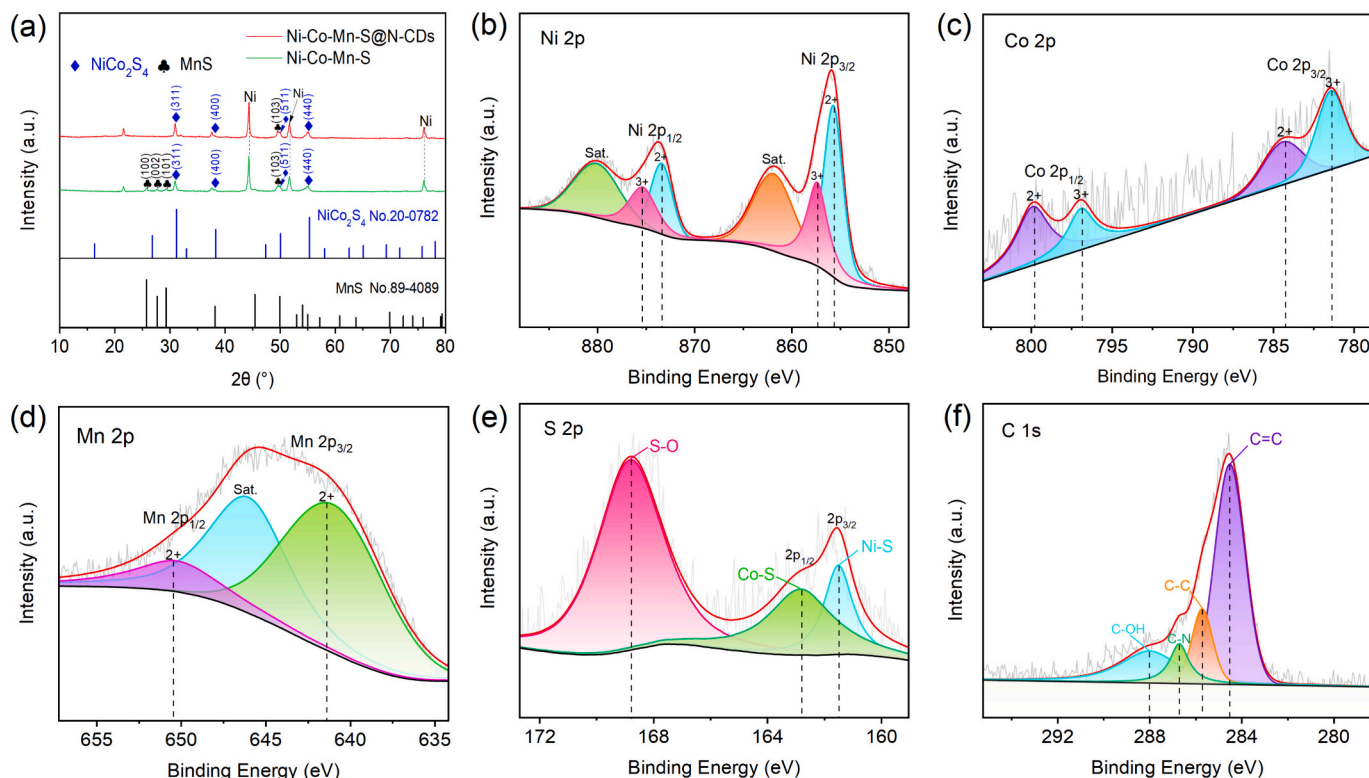 (a)
Intensity (a.u.)
Ni-Co-Mn-S@N-CDs
Ni-Co-Mn-S
♦ NiCo₂S₄ ♣ MnS
(311)
(400)
Ni
(103)
(511)
Ni
(440)
Ni
(100)
(002)
(101)
(311)
(400)
(103)
(511)
(440)
NiCo₂S₄ No.20-0782
MnS No.89-4089
10 20 30 40 50 60 70 80
2θ (°)
(b)
Intensity (a.u.)
Ni 2p
Ni 2p₃/₂
2+
Ni 2p₁/₂
Sat.
3+
2+
Sat.
3+
880 870 860 850
Binding Energy (eV)
(c)
Intensity (a.u.)
Co 2p
Co 2p₃/₂
3+
2+
Co 2p₁/₂
2+
3+
800 795 790 785 780
Binding Energy (eV)
(d)
Intensity (a.u.)
Mn 2p
Mn 2p₃/₂
Sat.
2+
Mn 2p₁/₂
2+
655 650 645 640 635
Binding Energy (eV)
(e)
Intensity (a.u.)
S 2p
S-O
2p₃/₂
2p₁/₂
Ni-S
Co-S
172 168 164 160
Binding Energy (eV)
(f)
Intensity (a.u.)
C 1s
C=C
C-C
C-OH
C-N
292 288 284 280
Binding Energy (eV)